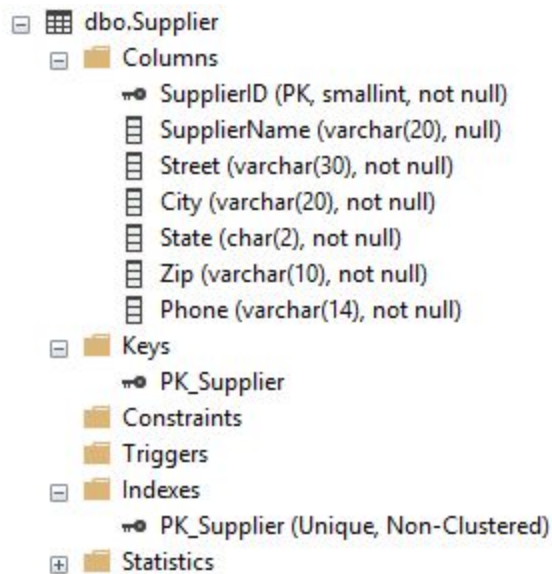 dbo.Supplier
Columns
SupplierID (PK, smallint, not null)
SupplierName (varchar(20), null)
Street (varchar(30), not null)
City (varchar(20), not null)
State (char(2), not null)
Zip (varchar(10), not null)
Phone (varchar(14), not null)
Keys
PK_Supplier
Constraints
Triggers
Indexes
PK_Supplier (Unique, Non-Clustered)
Statistics